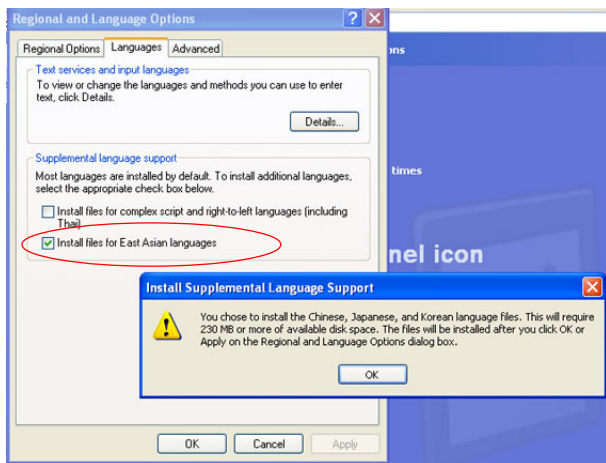 Regional and Language Options
Regional Options Languages Advanced
ons
Text services and input languages
To view or change the languages and methods you can use to enter
text, click Details.
Details...
Supplemental language support
Most languages are installed by default. To install additional languages,
select the appropriate check box below.
times
Install files for complex script and right-to-left languages (including
Thai)
Install files for East Asian languages
nel icon
Install Supplemental Language Support
You chose to install the Chinese, Japanese, and Korean language files. This will require
230 MB or more of available disk space. The files will be installed after you click OK or
Apply on the Regional and Language Options dialog box.
OK
OK Cancel Apply